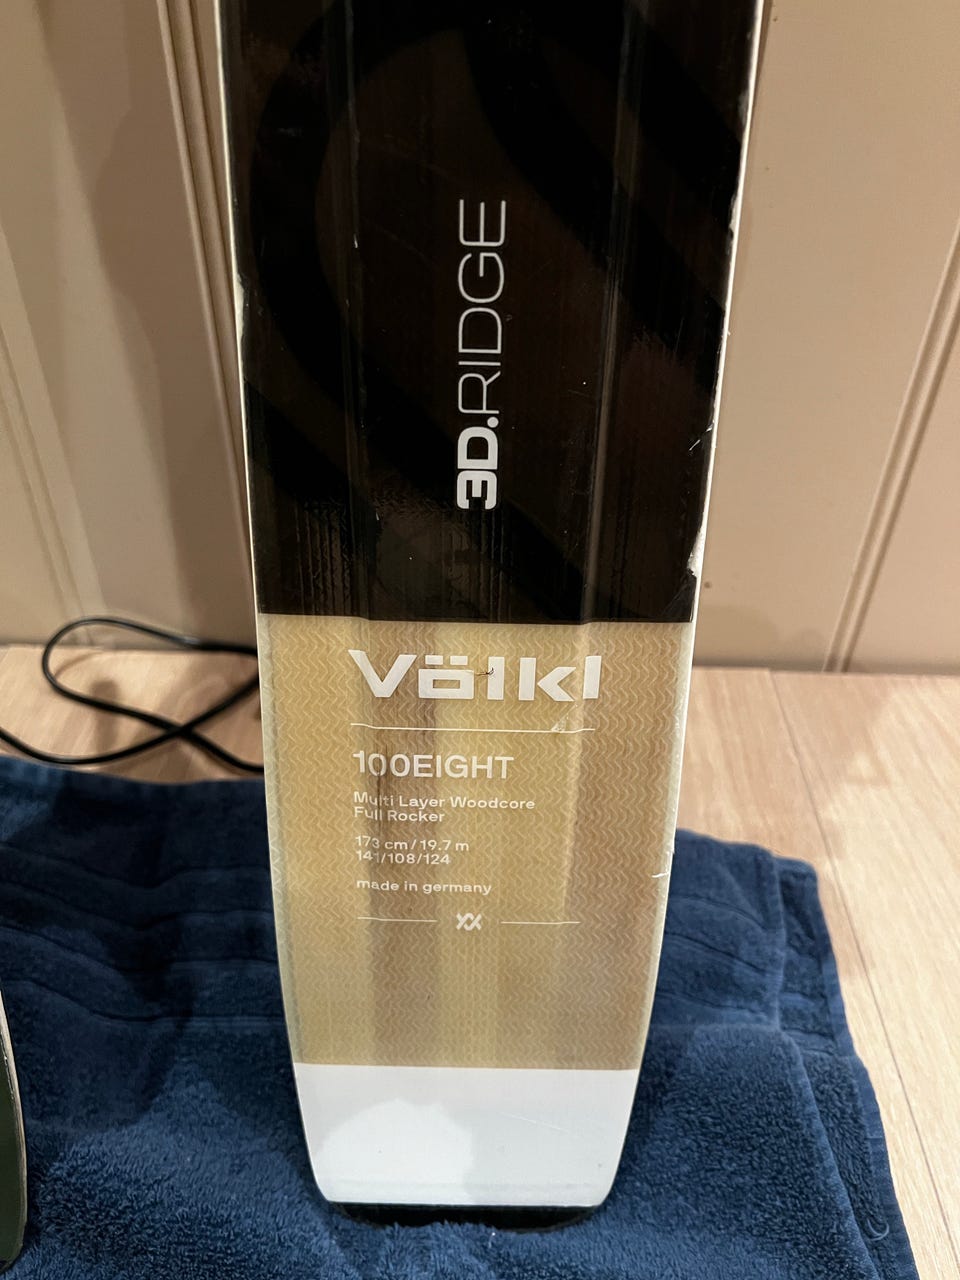 3D.RIDGE
Völkl
100EIGHT
Multi Layer Woodcore
Full Rocker
173 cm / 19.7 m
141/108/124
made in germany